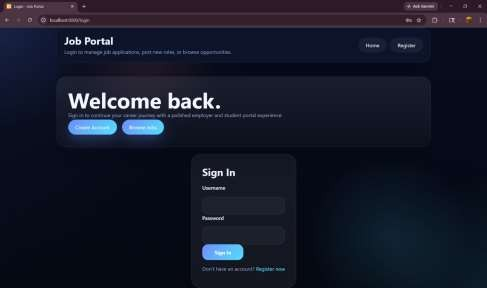 Login - Job Portal
Ask Gemini
localhost:8080/login
Job Portal
Login to manage job applications, post new roles, or browse opportunities.
Home
Register
Welcome back.
Sign in to continue your career journey with a polished employer and student portal experience.
Create Account
Browse Jobs
Sign In
Username
Password
Sign In
Don't have an account? Register now